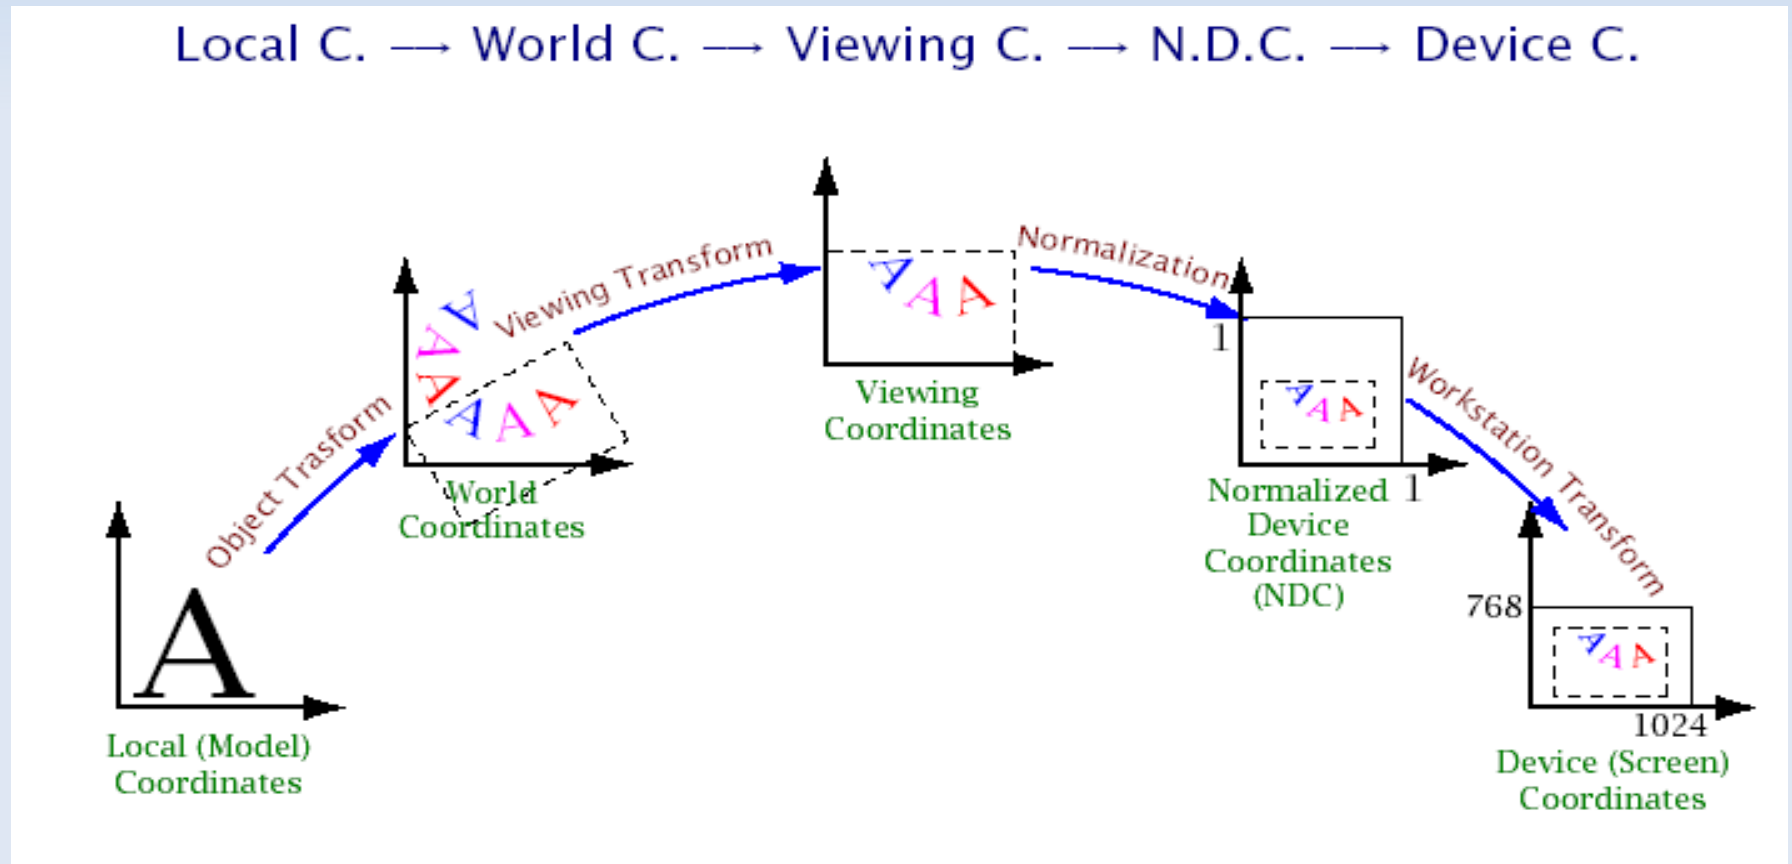 Local C. → World C. → Viewing C. → N.D.C. → Device C.
A
Local (Model)
Coordinates
Object Trasform
A
A
A
A A A
World
Coordinates
Viewing Transform
A A A
Viewing
Coordinates
Normalization
1
A A A
1
Normalized
Device
Coordinates
(NDC)
Workstation Transform
768
A A A
1024
Device (Screen)
Coordinates